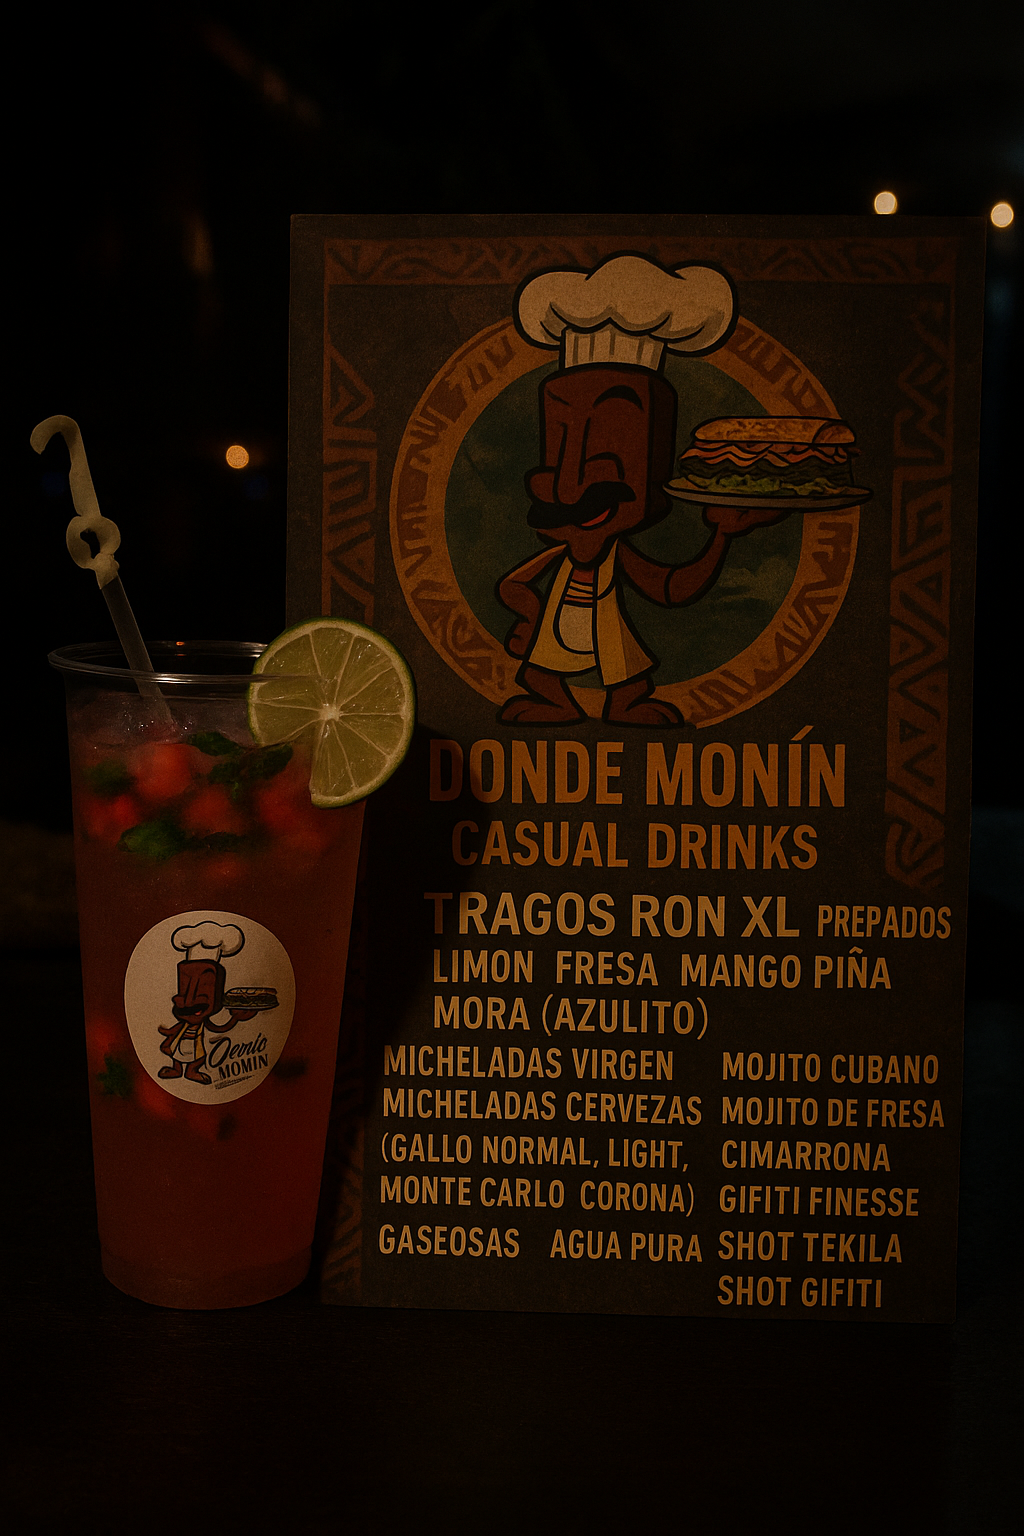 DONDE MONÍN
CASUAL DRINKS
TRAGOS RON XL PREPADOS
LIMON FRESA MANGO PIÑA
MORA (AZULITO)
MICHELADAS VIRGEN
MICHELADAS CERVEZAS
(GALLO NORMAL, LIGHT,
MONTE CARLO CORONA)
GASEOSAS AGUA PURA
MOJITO CUBANO
MOJITO DE FRESA
CIMARRONA
GIFITI FINESSE
SHOT TEKILA
SHOT GIFITI
MOMIN